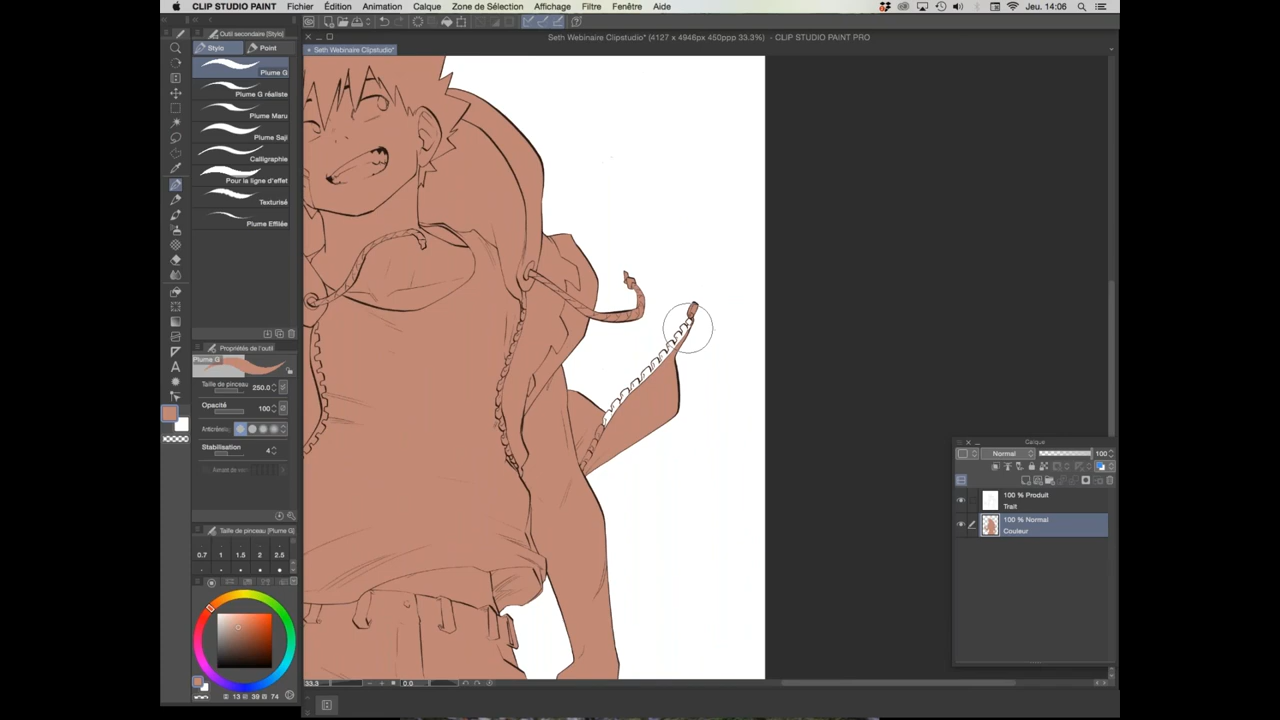 CLIP STUDIO PAINT Fichier Édition Animation Calque Zone de Sélection Affichage Filtre Fenêtre Aide Jeu. 14:06
Seth Webinaire Clipstudio* (4127 x 4946px 450ppp 33.3%) - CLIP STUDIO PAINT PRO
Outil secondaire [Stylo]
Stylo Point
Seth Webinaire Clipstudio*
Plume G
Plume G réaliste
Plume Maru
Plume Saji
Calligraphie
Pour la ligne d'effet
Texturisé
Plume Effilée
Propriétés de l'outil
Plume G
Taille de pinceau 250.0
Opacité 100
Anticrénelage
Stabilisation 4
Taille de pinceau [Plume G]
0.7 1 1.5 2 2.5
13 39 74
33.3 0.0
Calque
Normal 100
100 % Produit
Trait
100 % Normal
Couleur